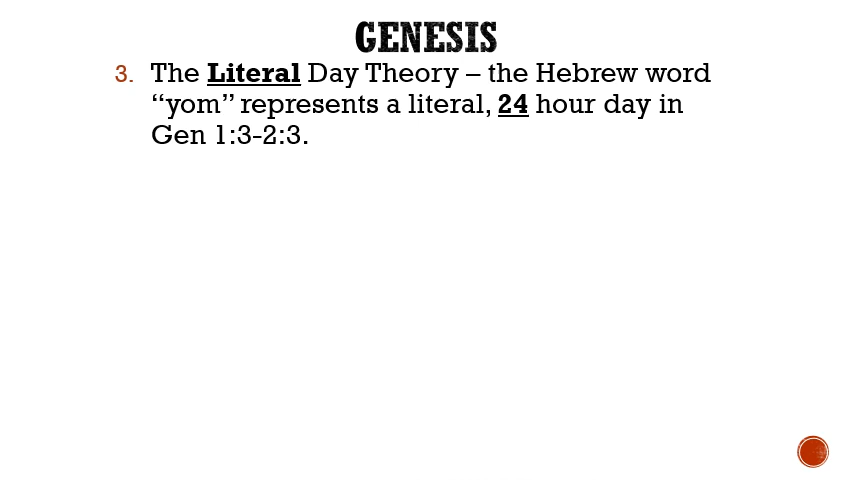 GENESIS
3. The Literal Day Theory – the Hebrew word
“yom” represents a literal, 24 hour day in
Gen 1:3-2:3.